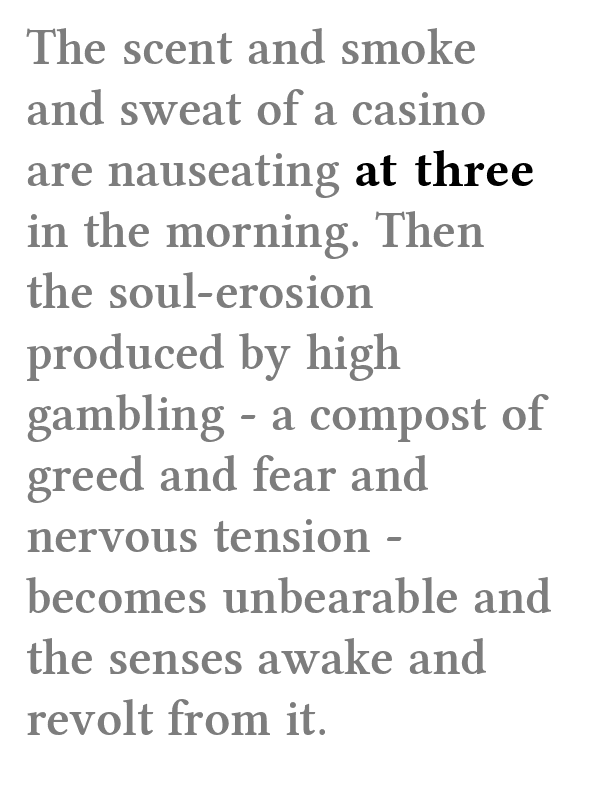 The scent and smoke
and sweat of a casino
are nauseating at three
in the morning. Then
the soul-erosion
produced by high
gambling - a compost of
greed and fear and
nervous tension -
becomes unbearable and
the senses awake and
revolt from it.